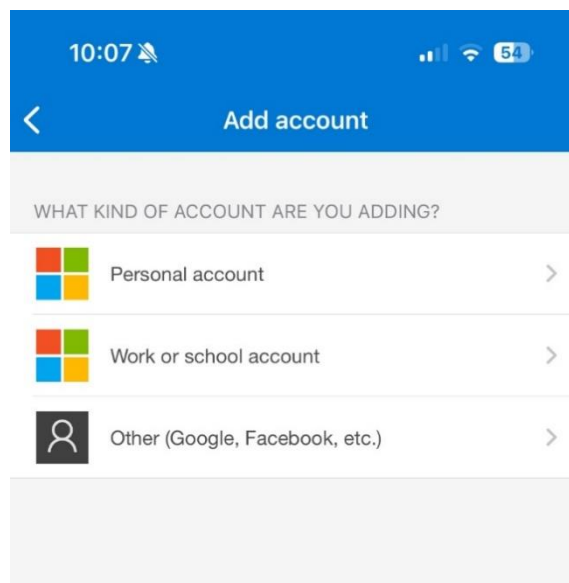 10:07 54
Add account
WHAT KIND OF ACCOUNT ARE YOU ADDING?
Personal account
Work or school account
Other (Google, Facebook, etc.)